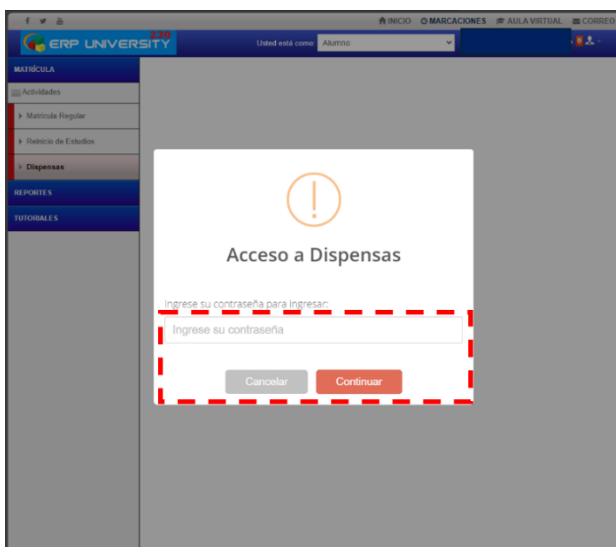 INICIO MARCACIONES AULA VIRTUAL CORREO
ERP UNIVERSITY
Usted está como: Alumno
MATRÍCULA
Actividades
Matrícula Regular
Reinicio de Estudios
Dispensas
REPORTES
TUTORIALES
Acceso a Dispensas
Ingrese su contraseña para ingresar:
Ingrese su contraseña
Cancelar Continuar